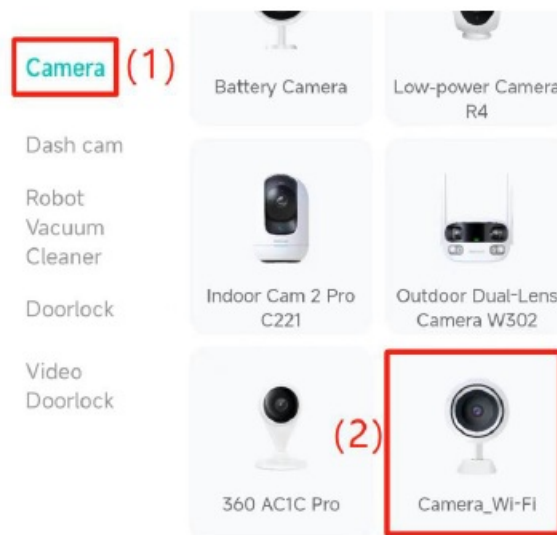 Camera (1)
Battery Camera
Low-power Camera
R4
Dash cam
Robot
Vacuum
Cleaner
Doorlock
Indoor Cam 2 Pro
C221
Outdoor Dual-Lens
Camera W302
Video
Doorlock
(2)
360 AC1C Pro
Camera_Wi-Fi